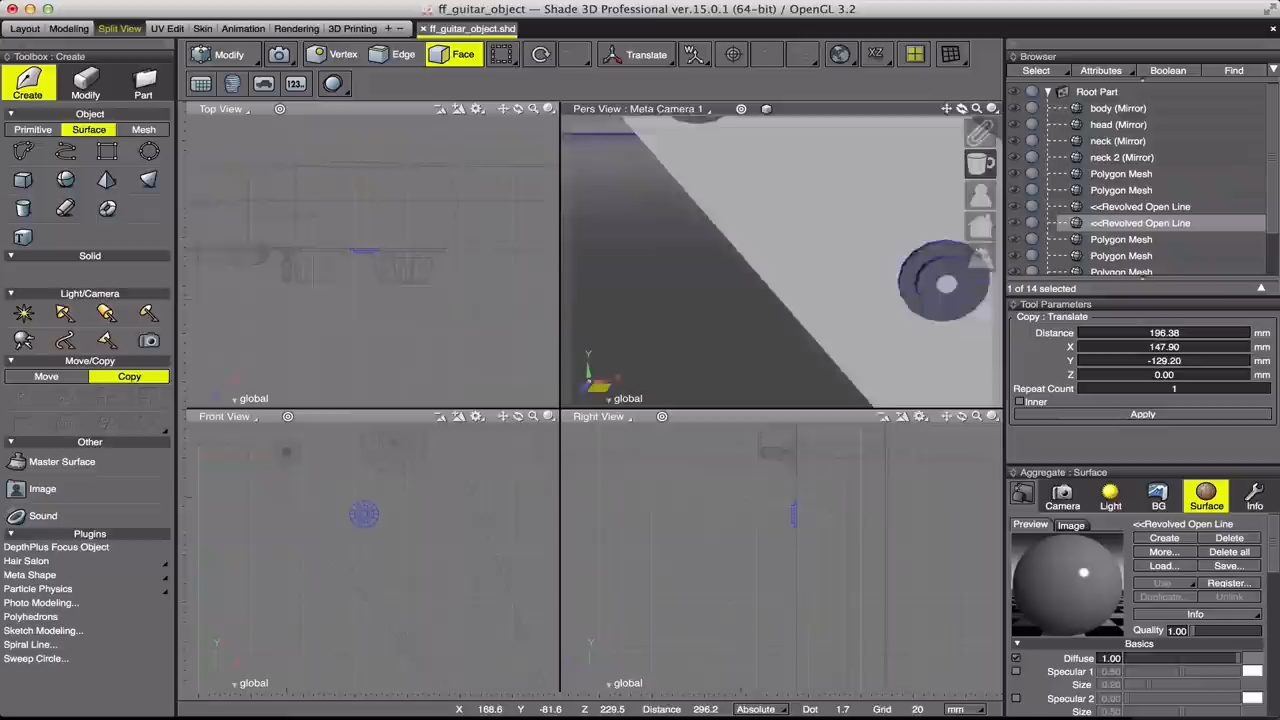 ff_guitar_object — Shade 3D Professional ver.15.0.1 (64-bit) / OpenGL 3.2
Layout Modeling Split View UV Edit Skin Animation Rendering 3D Printing + −
× ff_guitar_object.shd
Toolbox : Create
Create Modify Part
Object
Primitive Surface Mesh
Solid
Light/Camera
Move/Copy
Move Copy
Other
Master Surface
Image
Sound
Plugins
DepthPlus Focus Object
Hair Salon
Meta Shape
Particle Physics
Photo Modeling...
Polyhedrons
Sketch Modeling...
Spiral Line...
Sweep Circle...
Modify Vertex Edge Face Translate XZ
123..
Top View
global
Pers View : Meta Camera 1
Y
global
Front View
Y
global
Right View
Y
global
X 168.6 Y -81.6 Z 229.5 Distance 296.2 Absolute Dot 1.7 Grid 20 mm
Browser
Select Attributes Boolean Find
Root Part
body (Mirror)
head (Mirror)
neck (Mirror)
neck 2 (Mirror)
Polygon Mesh
Polygon Mesh
<<Revolved Open Line
<<Revolved Open Line
Polygon Mesh
Polygon Mesh
Polygon Mesh
1 of 14 selected
Tool Parameters
Copy : Translate
Distance 196.38 mm
X 147.90 mm
Y -129.20 mm
Z 0.00 mm
Repeat Count 1
Inner
Apply
Aggregate : Surface
Camera Light BG Surface Info
Preview Image <<Revolved Open Line
Create Delete
More... Delete all
Load... Save...
Use Register...
Duplicate... Unlink
Info
Quality 1.00
Basics
Diffuse 1.00
Specular 1 0.50
Size 0.20
Specular 2 0.00
Size 0.50